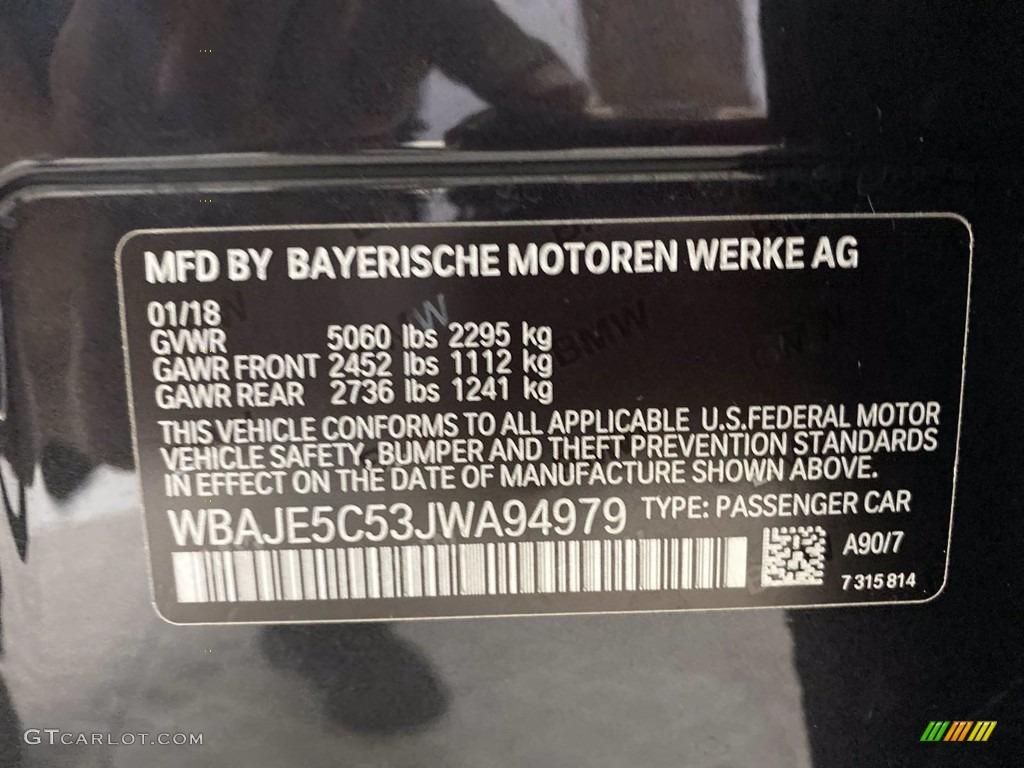 MFD BY BAYERISCHE MOTOREN WERKE AG
01/18
GVWR 5060 lbs 2295 kg
GAWR FRONT 2452 lbs 1112 kg
GAWR REAR 2736 lbs 1241 kg
THIS VEHICLE CONFORMS TO ALL APPLICABLE U.S.FEDERAL MOTOR
VEHICLE SAFETY, BUMPER AND THEFT PREVENTION STANDARDS
IN EFFECT ON THE DATE OF MANUFACTURE SHOWN ABOVE.
WBAJE5C53JWA94979 TYPE: PASSENGER CAR
A90/7
7 315 814
GTCARLOT.COM